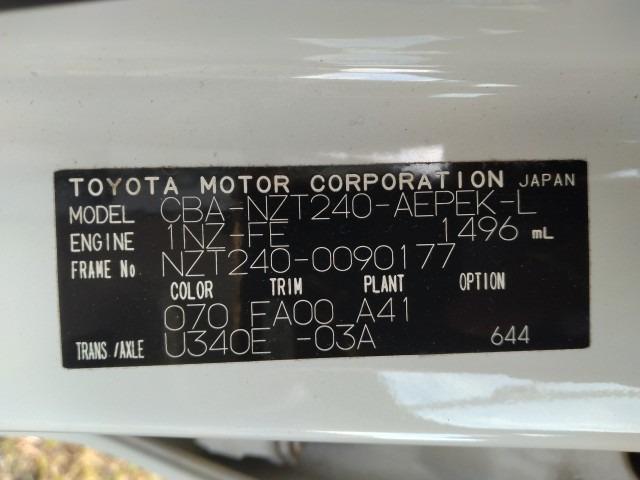 TOYOTA MOTOR CORPORATION JAPAN
MODEL CBA-NZT240-AEPEK-L
ENGINE 1NZ-FE 1496 mL
FRAME No NZT240-0090177
COLOR TRIM PLANT OPTION
070 FA00 A41
TRANS./AXLE U340E -03A 644